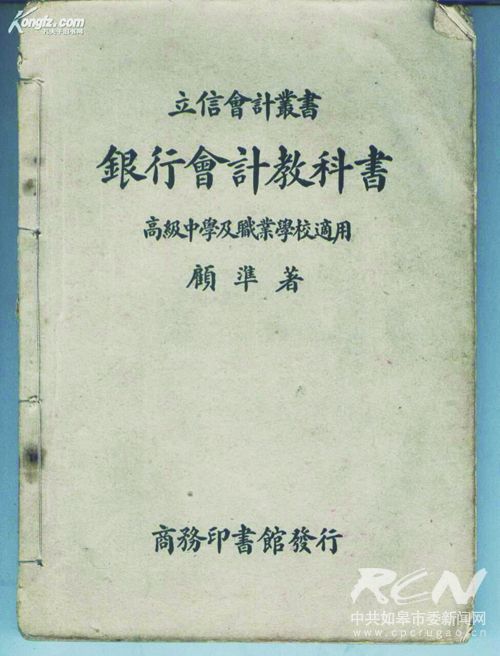 Kongfz.com
孔夫子旧书网
立信會計叢書
銀行會計教科書
高級中學及職業學校適用
顧準著
商務印書館發行
RCN
中共如皋市委新闻网
www.cpcrugao.cn